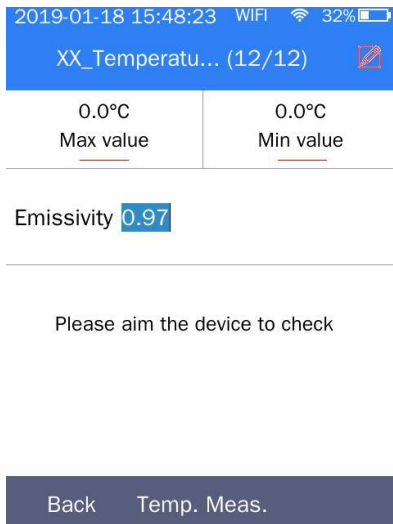 2019-01-18 15:48:23 WIFI 32%
XX_Temperatu... (12/12)
0.0°C 0.0°C
Max value Min value
Emissivity 0.97
Please aim the device to check
Back Temp. Meas.